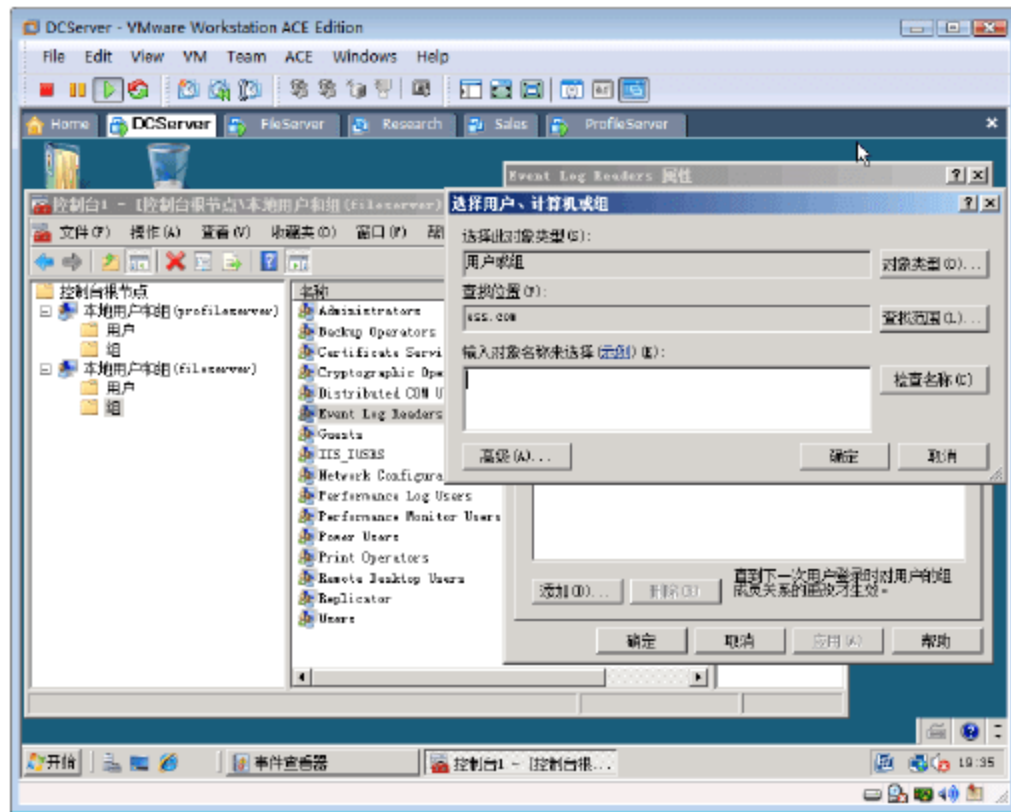 DCServer - VMware Workstation ACE Edition
File Edit View VM Team ACE Windows Help
Home DCServer FileServer Research Sales ProfileServer
Event Log Readers 属性
控制台1 - [控制台根节点\本地用户和组(fileserver)
选择用户、计算机或组
文件(F) 操作(A) 查看(V) 收藏夹(O) 窗口(W) 帮
选择此对象类型(S):
用户或组
对象类型(O)...
查找位置(F):
ess.com
查找范围(L)...
输入对象名称来选择(示例)(E):
检查名称(C)
高级(A)...
确定
取消
控制台根节点
本地用户和组(profileserver)
用户
组
本地用户和组(fileserver)
用户
组
名称
Administrators
Backup Operators
Certificate Servi
Cryptographic Ope
Distributed COM U
Event Log Readers
Guests
IIS_IUSRS
Network Configura
Performance Log Users
Performance Monitor Users
Power Users
Print Operators
Remote Desktop Users
Replicator
Users
添加(D)...
删除(R)
直到下一次用户登录时对用户的组
成员关系的更改才生效。
确定
取消
应用(A)
帮助
开始
事件查看器
控制台1 - [控制台根...
19:35